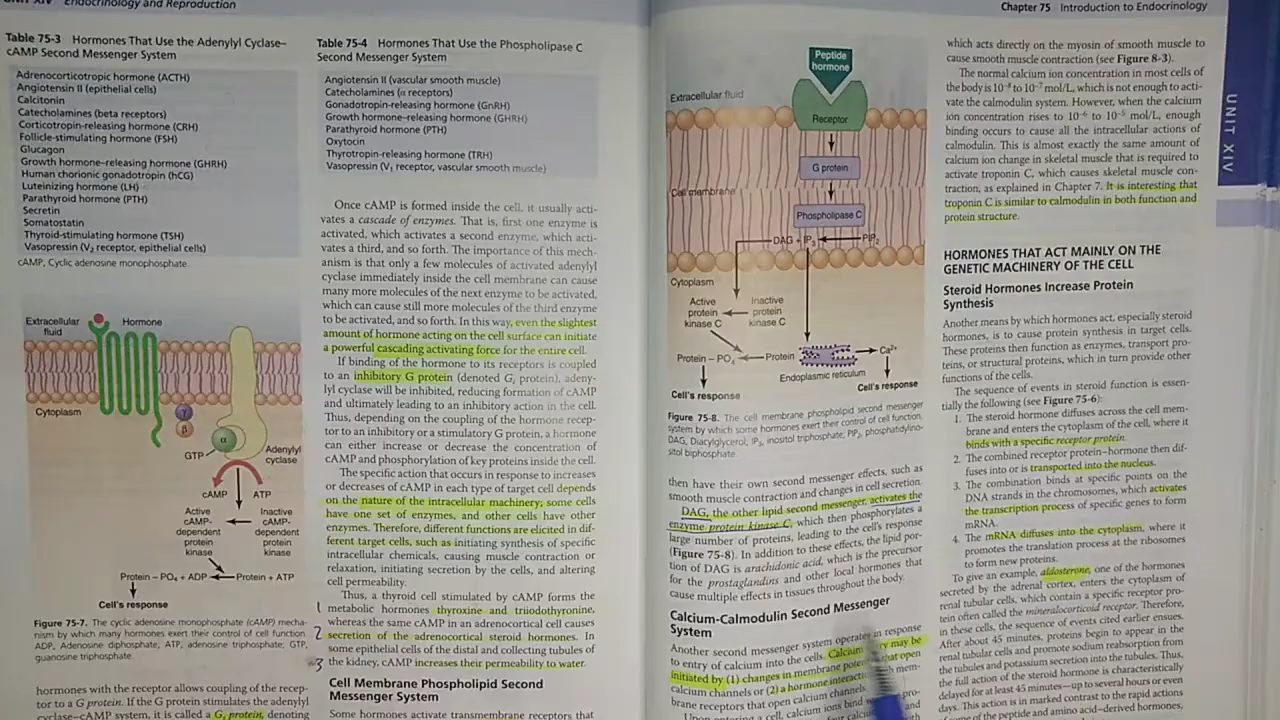 Endocrinology and Reproduction
Table 75-3 Hormones That Use the Adenylyl Cyclase–
cAMP Second Messenger System
Adrenocorticotropic hormone (ACTH)
Angiotensin II (epithelial cells)
Calcitonin
Catecholamines (beta receptors)
Corticotropin-releasing hormone (CRH)
Follicle-stimulating hormone (FSH)
Glucagon
Growth hormone–releasing hormone (GHRH)
Human chorionic gonadotropin (hCG)
Luteinizing hormone (LH)
Parathyroid hormone (PTH)
Secretin
Somatostatin
Thyroid-stimulating hormone (TSH)
Vasopressin (V2 receptor, epithelial cells)
cAMP, Cyclic adenosine monophosphate.
Extracellular
fluid
Hormone
Cytoplasm
γ
β
α
GTP
Adenylyl
cyclase
cAMP ATP
Active
cAMP-
dependent
protein
kinase
Inactive
cAMP-
dependent
protein
kinase
Protein – PO4 + ADP Protein + ATP
Cell's response
Figure 75-7. The cyclic adenosine monophosphate (cAMP) mecha-
nism by which many hormones exert their control of cell function.
ADP, Adenosine diphosphate; ATP, adenosine triphosphate; GTP,
guanosine triphosphate.
hormones with the receptor allows coupling of the recep-
tor to a G protein. If the G protein stimulates the adenylyl
cyclase–cAMP system, it is called a Gs protein, denoting
Table 75-4 Hormones That Use the Phospholipase C
Second Messenger System
Angiotensin II (vascular smooth muscle)
Catecholamines (α receptors)
Gonadotropin-releasing hormone (GnRH)
Growth hormone–releasing hormone (GHRH)
Parathyroid hormone (PTH)
Oxytocin
Thyrotropin-releasing hormone (TRH)
Vasopressin (V1 receptor, vascular smooth muscle)
Once cAMP is formed inside the cell, it usually acti-
vates a cascade of enzymes. That is, first one enzyme is
activated, which activates a second enzyme, which acti-
vates a third, and so forth. The importance of this mech-
anism is that only a few molecules of activated adenylyl
cyclase immediately inside the cell membrane can cause
many more molecules of the next enzyme to be activated,
which can cause still more molecules of the third enzyme
to be activated, and so forth. In this way, even the slightest
amount of hormone acting on the cell surface can initiate
a powerful cascading activating force for the entire cell.
If binding of the hormone to its receptors is coupled
to an inhibitory G protein (denoted Gi protein), adeny-
lyl cyclase will be inhibited, reducing formation of cAMP
and ultimately leading to an inhibitory action in the cell.
Thus, depending on the coupling of the hormone recep-
tor to an inhibitory or a stimulatory G protein, a hormone
can either increase or decrease the concentration of
cAMP and phosphorylation of key proteins inside the cell.
The specific action that occurs in response to increases
or decreases of cAMP in each type of target cell depends
on the nature of the intracellular machinery; some cells
have one set of enzymes, and other cells have other
enzymes. Therefore, different functions are elicited in dif-
ferent target cells, such as initiating synthesis of specific
intracellular chemicals, causing muscle contraction or
relaxation, initiating secretion by the cells, and altering
cell permeability.
Thus, a thyroid cell stimulated by cAMP forms the
1 metabolic hormones thyroxine and triiodothyronine,
whereas the same cAMP in an adrenocortical cell causes
2 secretion of the adrenocortical steroid hormones. In
some epithelial cells of the distal and collecting tubules of
3 the kidney, cAMP increases their permeability to water.
Cell Membrane Phospholipid Second
Messenger System
Some hormones activate transmembrane receptors that
Chapter 75 Introduction to Endocrinology
Peptide
hormone
Extracellular fluid
Receptor
G protein
Cell membrane
Phospholipase C
DAG + IP3 PIP2
Cytoplasm
Active
protein
kinase C
Inactive
protein
kinase C
Protein – PO4 Protein
Ca2+
Endoplasmic reticulum
Cell's response
Cell's response
Figure 75-8. The cell membrane phospholipid second messenger
system by which some hormones exert their control of cell function.
DAG, Diacylglycerol; IP3, inositol triphosphate; PIP2, phosphatidylino-
sitol biphosphate
then have their own second messenger effects, such as
smooth muscle contraction and changes in cell secretion.
DAG, the other lipid second messenger, activates the
enzyme protein kinase C, which then phosphorylates a
large number of proteins, leading to the cell's response
(Figure 75-8). In addition to these effects, the lipid por-
tion of DAG is arachidonic acid, which is the precursor
for the prostaglandins and other local hormones that
cause multiple effects in tissues throughout the body.
Calcium-Calmodulin Second Messenger
System
Another second messenger system operates in response
to entry of calcium into the cells. Calcium may be
initiated by (1) changes in membrane that open
calcium channels or (2) a hormone mem-
brane receptors that open calcium channels.
Upon entering a cell, calcium ions bind
which acts directly on the myosin of smooth muscle to
cause smooth muscle contraction (see Figure 8-3).
The normal calcium ion concentration in most cells of
the body is 10−8 to 10−7 mol/L, which is not enough to acti-
vate the calmodulin system. However, when the calcium
ion concentration rises to 10−6 to 10−5 mol/L, enough
binding occurs to cause all the intracellular actions of
calmodulin. This is almost exactly the same amount of
calcium ion change in skeletal muscle that is required to
activate troponin C, which causes skeletal muscle con-
traction, as explained in Chapter 7. It is interesting that
troponin C is similar to calmodulin in both function and
protein structure.
HORMONES THAT ACT MAINLY ON THE
GENETIC MACHINERY OF THE CELL
Steroid Hormones Increase Protein
Synthesis
Another means by which hormones act, especially steroid
hormones, is to cause protein synthesis in target cells.
These proteins then function as enzymes, transport pro-
teins, or structural proteins, which in turn provide other
functions of the cells.
The sequence of events in steroid function is essen-
tially the following (see Figure 75-6):
1. The steroid hormone diffuses across the cell mem-
brane and enters the cytoplasm of the cell, where it
binds with a specific receptor protein.
2. The combined receptor protein–hormone then dif-
fuses into or is transported into the nucleus.
3. The combination binds at specific points on the
DNA strands in the chromosomes, which activates
the transcription process of specific genes to form
mRNA.
4. The mRNA diffuses into the cytoplasm, where it
promotes the translation process at the ribosomes
to form new proteins.
To give an example, aldosterone, one of the hormones
secreted by the adrenal cortex, enters the cytoplasm of
renal tubular cells, which contain a specific receptor pro-
tein often called the mineralocorticoid receptor. Therefore,
in these cells, the sequence of events cited earlier ensues.
After about 45 minutes, proteins begin to appear in the
renal tubular cells and promote sodium reabsorption from
the tubules and potassium secretion into the tubules. Thus,
the full action of the steroid hormone is characteristically
delayed for at least 45 minutes—up to several hours or even
days. This action is in marked contrast to the rapid actions
of some of the peptide and amino acid–derived hormones,
UNIT XIV